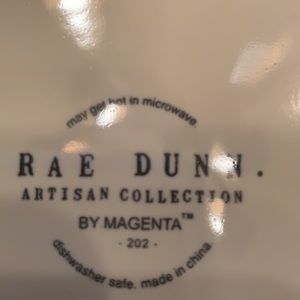 may get hot in microwave
RAE DUNN.
ARTISAN COLLECTION
BY MAGENTA™
- 202 -
dishwasher safe. made in china